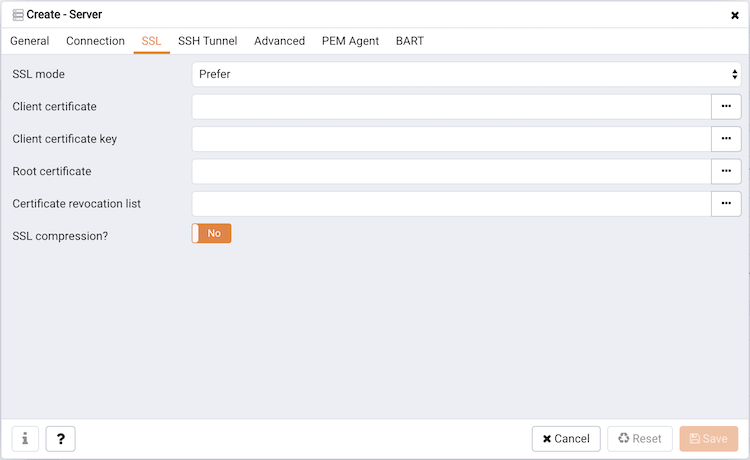 Create - Server
General Connection SSL SSH Tunnel Advanced PEM Agent BART
SSL mode Prefer
Client certificate ...
Client certificate key ...
Root certificate ...
Certificate revocation list ...
SSL compression? No
i ? Cancel Reset Save